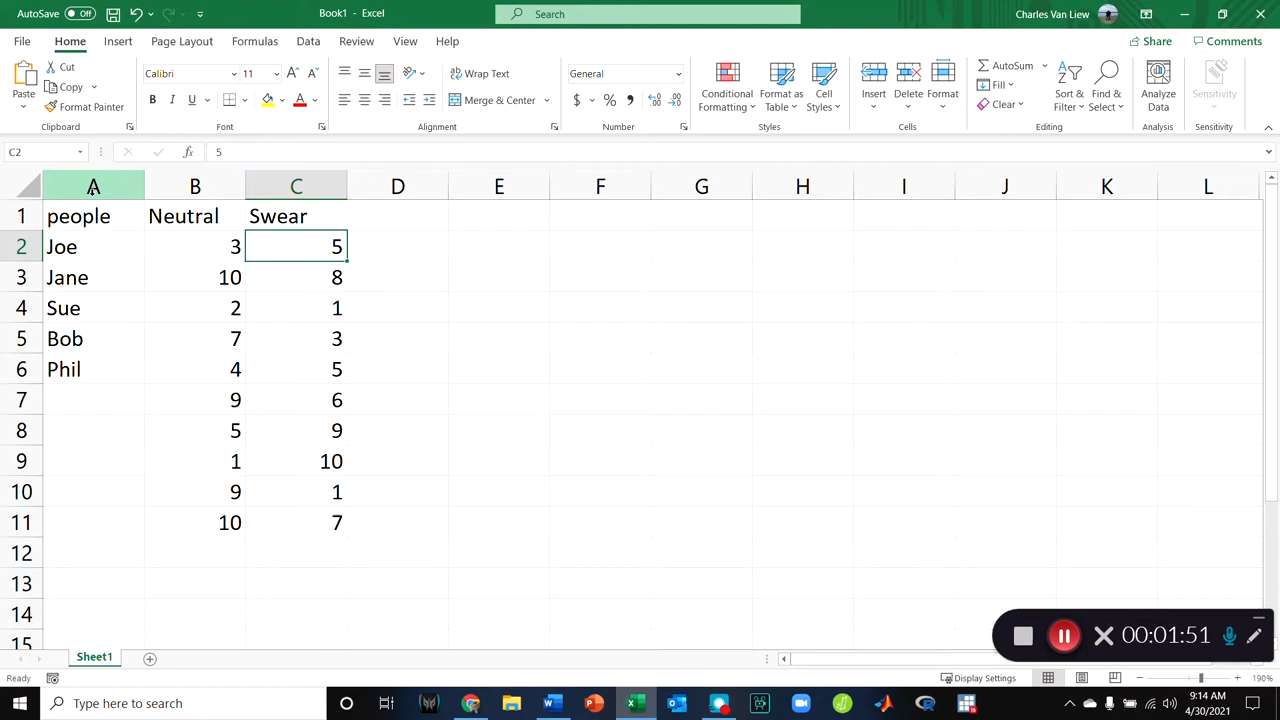 AutoSave Off Book1 - Excel Search Charles Van Liew
File Home Insert Page Layout Formulas Data Review View Help Share Comments
Paste Cut Copy Format Painter Clipboard
Calibri 11 A A B I U A Font
Wrap Text Merge & Center Alignment
General $ % , Number
Conditional Formatting Format as Table Cell Styles Styles
Insert Delete Format Cells
AutoSum Fill Clear Sort & Filter Find & Select Editing
Analyze Data Analysis
Sensitivity Sensitivity
C2 fx 5
A B C D E F G H I J K L
1 people Neutral Swear
2 Joe 3 5
3 Jane 10 8
4 Sue 2 1
5 Bob 7 3
6 Phil 4 5
7 9 6
8 5 9
9 1 10
10 9 1
11 10 7
12
13
14
15
00:01:51
Sheet1
Ready Display Settings 190%
Type here to search 9:14 AM
4/30/2021